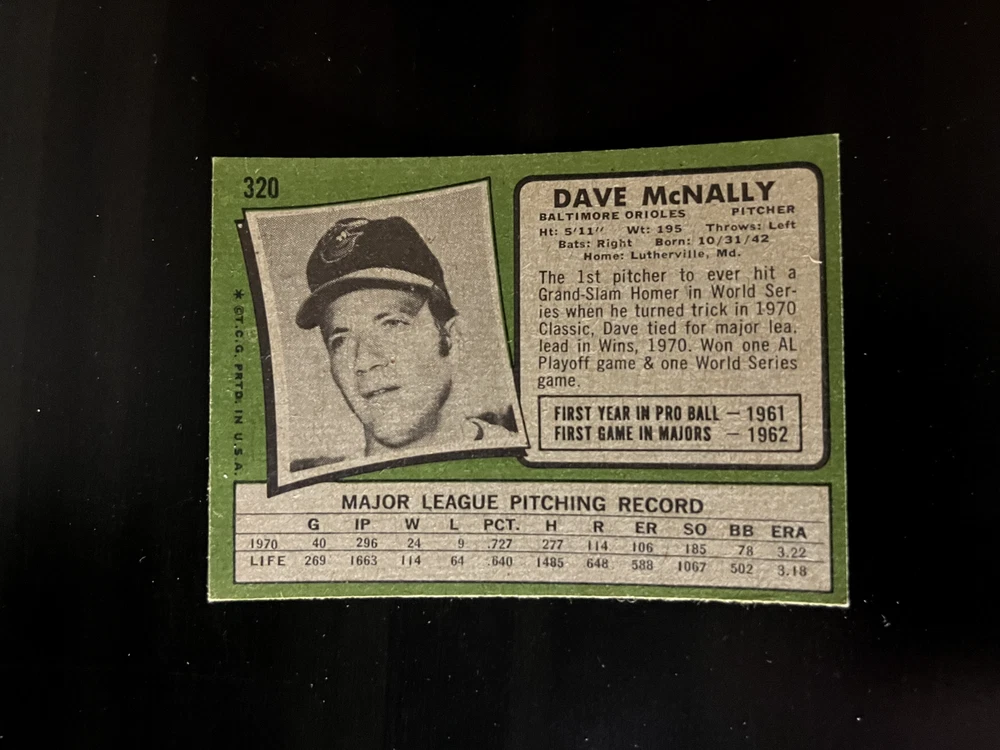 320
DAVE McNALLY
BALTIMORE ORIOLES PITCHER
Ht: 5'11" Wt: 195 Throws: Left
Bats: Right Born: 10/31/42
Home: Lutherville, Md.
The 1st pitcher to ever hit a
Grand-Slam Homer in World Ser-
ies when he turned trick in 1970
Classic, Dave tied for major lea.
lead in Wins, 1970. Won one AL
Playoff game & one World Series
game.
FIRST YEAR IN PRO BALL — 1961
FIRST GAME IN MAJORS — 1962
* ©T.C.G. PRTD. IN U.S.A.
MAJOR LEAGUE PITCHING RECORD
G IP W L PCT. H R ER SO BB ERA
1970 40 296 24 9 .727 277 114 106 185 78 3.22
LIFE 269 1663 114 64 .640 1485 648 588 1067 502 3.18